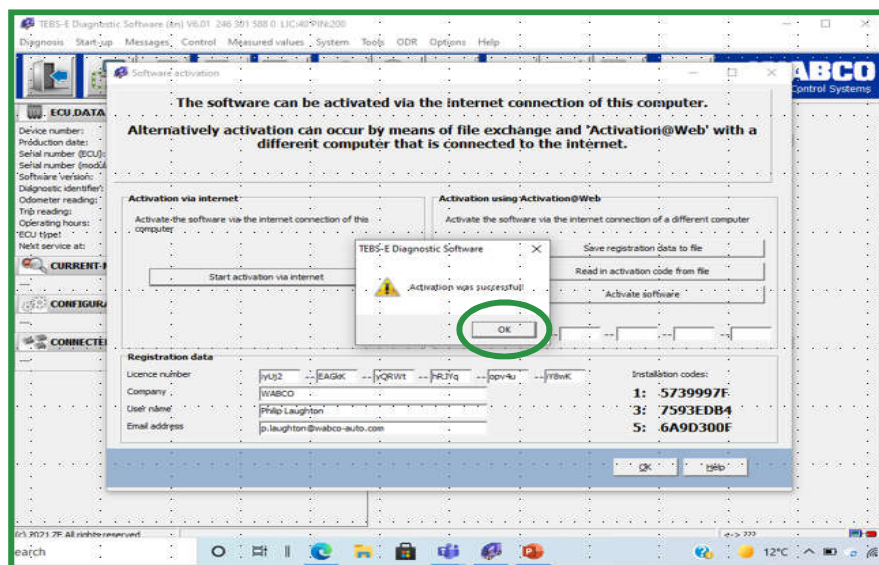 TEBS-E Diagnostic Software (en) V6.01 246 301 588 0 LIC:40 PIN:200
Diagnosis Start-up Messages Control Measured values System Tools ODR Options Help
ABCO
Control Systems
Software activation
The software can be activated via the internet connection of this computer.
Alternatively activation can occur by means of file exchange and 'Activation@Web' with a
different computer that is connected to the internet.
ECU DATA
Device number:
Production date:
Serial number (ECU):
Serial number (modul
Software version:
Diagnostic identifier:
Odometer reading:
Trip reading:
Operating hours:
ECU type:
Next service at:
CURRENT
CONFIGURA
CONNECTE
Activation via internet
Activate the software via the internet connection of this
computer
Start activation via internet
Activation using Activation@Web
Activate the software via the internet connection of a different computer
Save registration data to file
Read in activation code from file
Activate software
-- -- -- --
TEBS-E Diagnostic Software
Activation was successful!
OK
Registration data
Licence number -- EAGkK -- yQRWt -- hRJYq -- opv4u --
Company WABCO
User name Philip Laughton
Email address p.laughton@wabco-auto.com
Installation codes:
1: 5739997F
3: 7593EDB4
5: 6A9D300F
OK Help
(c) 2021 ZF All rights reserved
<-> ???
earch
12°C